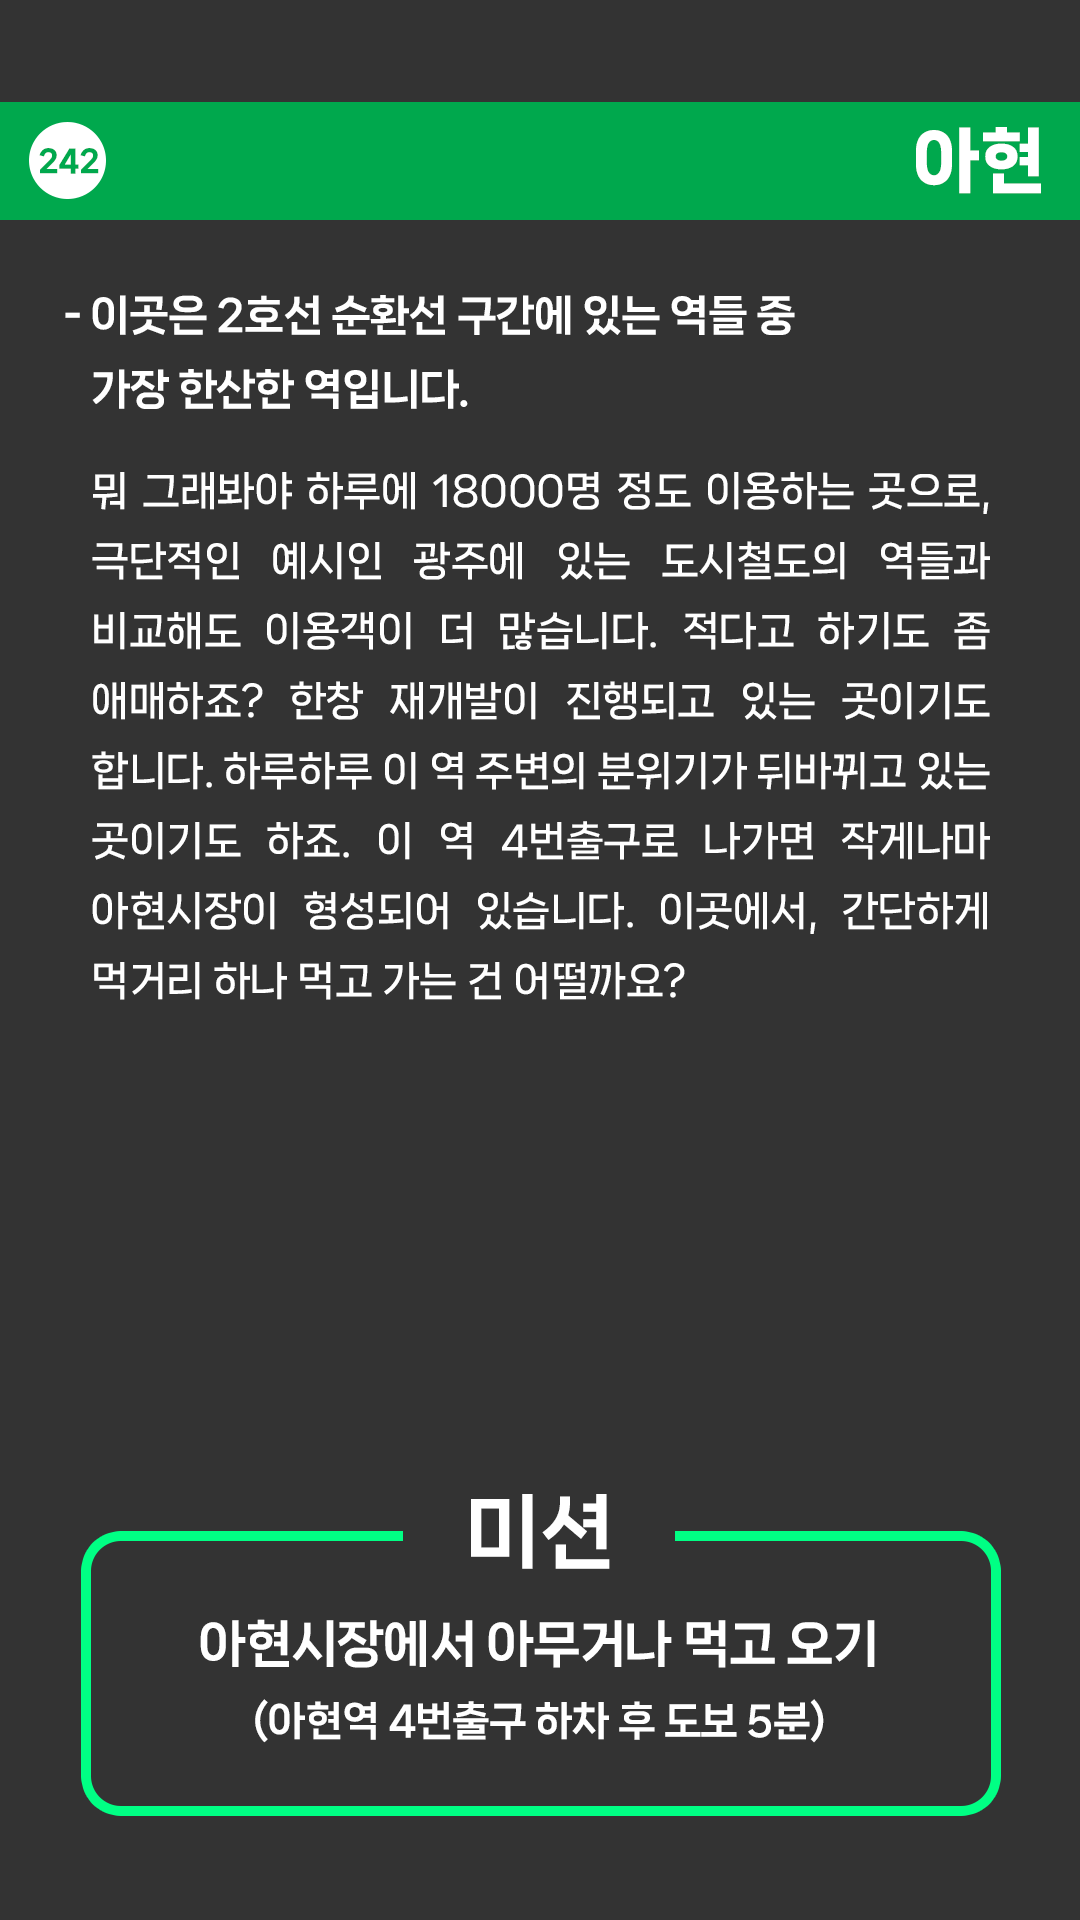 242
아현
- 이곳은 2호선 순환선 구간에 있는 역들 중
가장 한산한 역입니다.
뭐 그래봐야 하루에 18000명 정도 이용하는 곳으로,
극단적인 예시인 광주에 있는 도시철도의 역들과
비교해도 이용객이 더 많습니다. 적다고 하기도 좀
애매하죠? 한창 재개발이 진행되고 있는 곳이기도
합니다. 하루하루 이 역 주변의 분위기가 뒤바뀌고 있는
곳이기도 하죠. 이 역 4번출구로 나가면 작게나마
아현시장이 형성되어 있습니다. 이곳에서, 간단하게
먹거리 하나 먹고 가는 건 어떨까요?
미션
아현시장에서 아무거나 먹고 오기
(아현역 4번출구 하차 후 도보 5분)